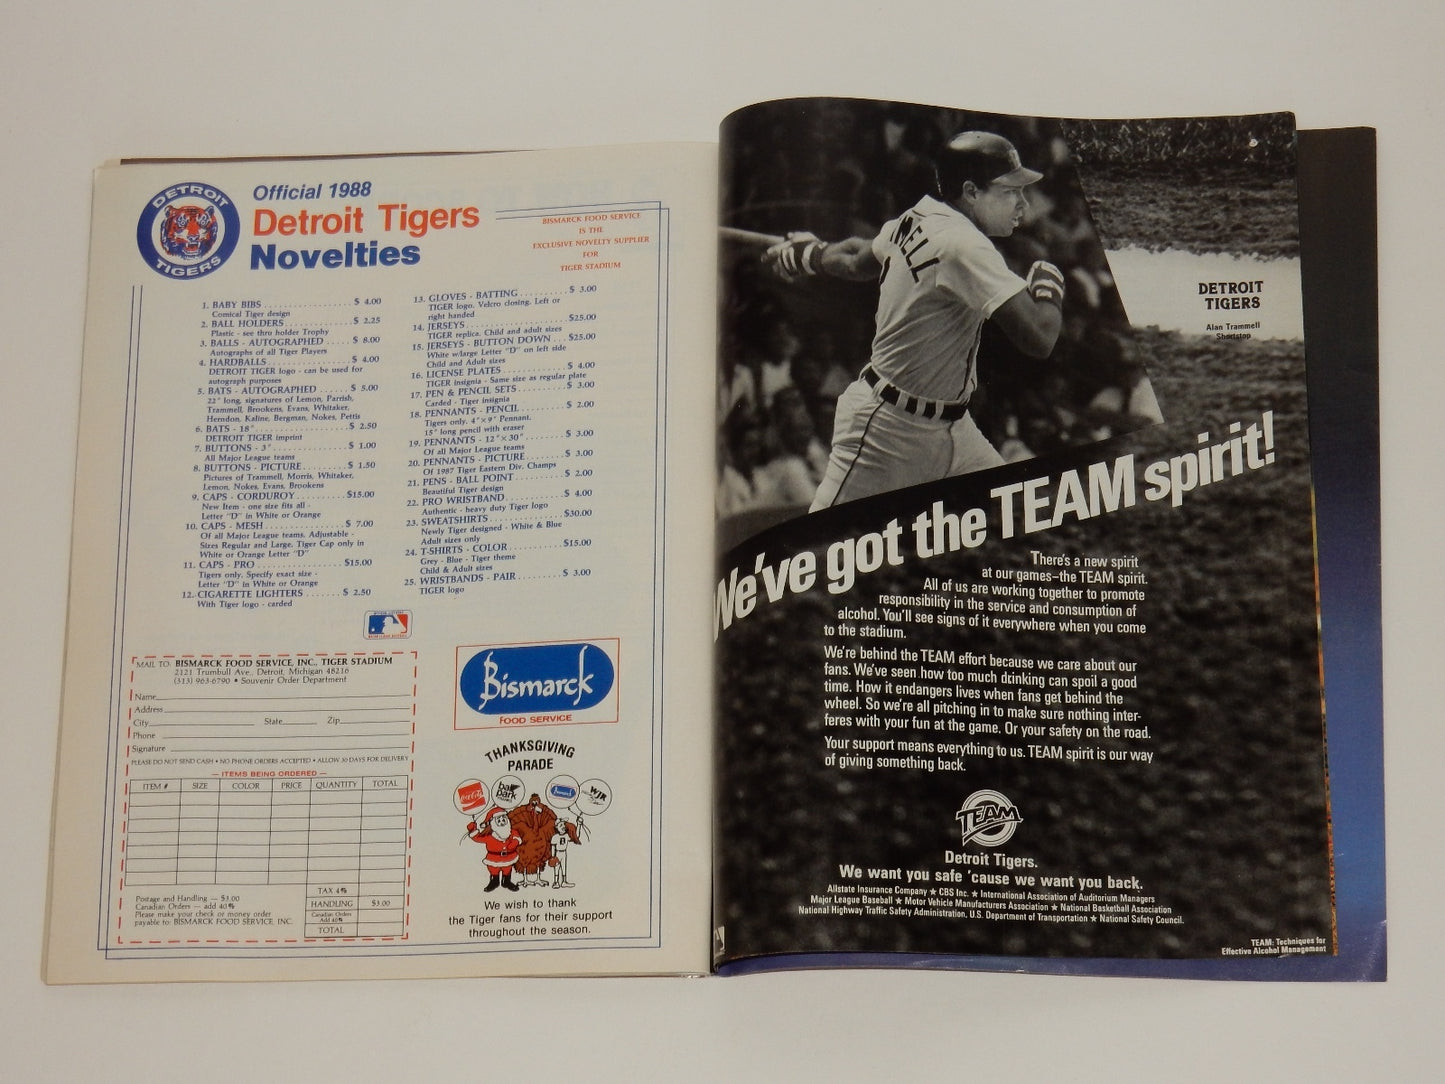 DETROIT
TIGERS
Official 1988
Detroit Tigers
Novelties
BISMARCK FOOD SERVICE
IS THE
EXCLUSIVE NOVELTY SUPPLIER
FOR
TIGER STADIUM
1. BABY BIBS .................. $ 4.00
Comical Tiger design
2. BALL HOLDERS ............... $ 2.25
Plastic - see thru holder Trophy
3. BALLS - AUTOGRAPHED ...... $ 8.00
Autographs of all Tiger Players
4. HARDBALLS .................. $ 4.00
DETROIT TIGER logo - can be used for
autograph purposes
5. BATS - AUTOGRAPHED ...... $ 5.00
22" long, signatures of Lemon, Parrish,
Trammell, Brookens, Evans, Whitaker,
Herndon, Kaline, Bergman, Nokes, Pettis
6. BATS - 18" .................. $ 2.50
DETROIT TIGER imprint
7. BUTTONS - 3" ............... $ 1.00
All Major League teams
8. BUTTONS - PICTURE ......... $ 1.50
Pictures of Trammell, Morris, Whitaker,
Lemon, Nokes, Evans, Brookens
9. CAPS - CORDUROY ......... $15.00
New Item - one size fits all -
Letter "D" in White or Orange
10. CAPS - MESH ............... $ 7.00
Of all Major League teams. Adjustable -
Sizes Regular and Large. Tiger Cap only in
White or Orange Letter "D"
11. CAPS - PRO .................. $15.00
Tigers only. Specify exact size -
Letter "D" in White or Orange
12. CIGARETTE LIGHTERS ....... $ 2.50
With Tiger logo - carded
13. GLOVES - BATTING .......... $ 3.00
TIGER logo. Velcro closing. Left or
right handed
14. JERSEYS ..................... $25.00
TIGER replica. Child and adult sizes
15. JERSEYS - BUTTON DOWN ... $25.00
White w/large Letter "D" on left side
Child and Adult sizes
16. LICENSE PLATES ............. $ 4.00
TIGER insignia - Same size as regular plate
17. PEN & PENCIL SETS .......... $ 3.00
Carded - Tiger insignia
18. PENNANTS - PENCIL ......... $ 2.00
Tigers only. 4" x 9" Pennant.
15" long pencil with eraser
19. PENNANTS - 12" x 30" ........ $ 3.00
Of all Major League teams
20. PENNANTS - PICTURE ........ $ 3.00
Of 1987 Tiger Eastern Div. Champs
21. PENS - BALL POINT .......... $ 2.00
Beautiful Tiger design
22. PRO WRISTBAND ............. $ 4.00
Authentic - heavy duty Tiger logo
23. SWEATSHIRTS ................ $30.00
Newly Tiger designed - White & Blue
Adult sizes only
24. T-SHIRTS - COLOR ............ $15.00
Grey - Blue - Tiger theme
Child & Adult sizes
25. WRISTBANDS - PAIR .......... $ 3.00
TIGER logo
MAIL TO: BISMARCK FOOD SERVICE, INC., TIGER STADIUM
2121 Trumbull Ave., Detroit, Michigan 48216
(313) 963-6790 • Souvenir Order Department
Name
Address
City State Zip
Phone
Signature
PLEASE DO NOT SEND CASH • NO PHONE ORDERS ACCEPTED • ALLOW 30 DAYS FOR DELIVERY
— ITEMS BEING ORDERED —
ITEM # SIZE COLOR PRICE QUANTITY TOTAL
TAX 4%
HANDLING $3.00
Canadian Orders
Add 40%
TOTAL
Postage and Handling — $3.00
Canadian Orders — add 40%
Please make your check or money order
payable to: BISMARCK FOOD SERVICE, INC.
Bismarck
FOOD SERVICE
THANKSGIVING
PARADE
Coca-Cola
ball park
Bismarck
WJR
D
We wish to thank
the Tiger fans for their support
throughout the season.
MELL
DETROIT
TIGERS
Alan Trammell
Shortstop
We've got the TEAM spirit!
There's a new spirit
at our games–the TEAM spirit.
All of us are working together to promote
responsibility in the service and consumption of
alcohol. You'll see signs of it everywhere when you come
to the stadium.
We're behind the TEAM effort because we care about our
fans. We've seen how too much drinking can spoil a good
time. How it endangers lives when fans get behind the
wheel. So we're all pitching in to make sure nothing inter-
feres with your fun at the game. Or your safety on the road.
Your support means everything to us. TEAM spirit is our way
of giving something back.
TEAM
Detroit Tigers.
We want you safe 'cause we want you back.
Allstate Insurance Company ★ CBS Inc. ★ International Association of Auditorium Managers
Major League Baseball ★ Motor Vehicle Manufacturers Association ★ National Basketball Association
National Highway Traffic Safety Administration, U.S. Department of Transportation ★ National Safety Council.
TEAM: Techniques for
Effective Alcohol Management